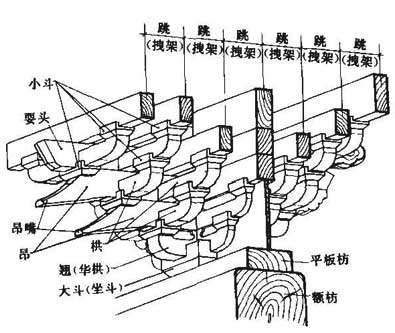 跳 跳 跳 跳 跳 跳
(拽架) (拽架) (拽架) (拽架) (拽架) (拽架)
小斗
耍头
昂嘴
昂
栱
翘(华栱)
大斗(坐斗)
平板枋
额枋